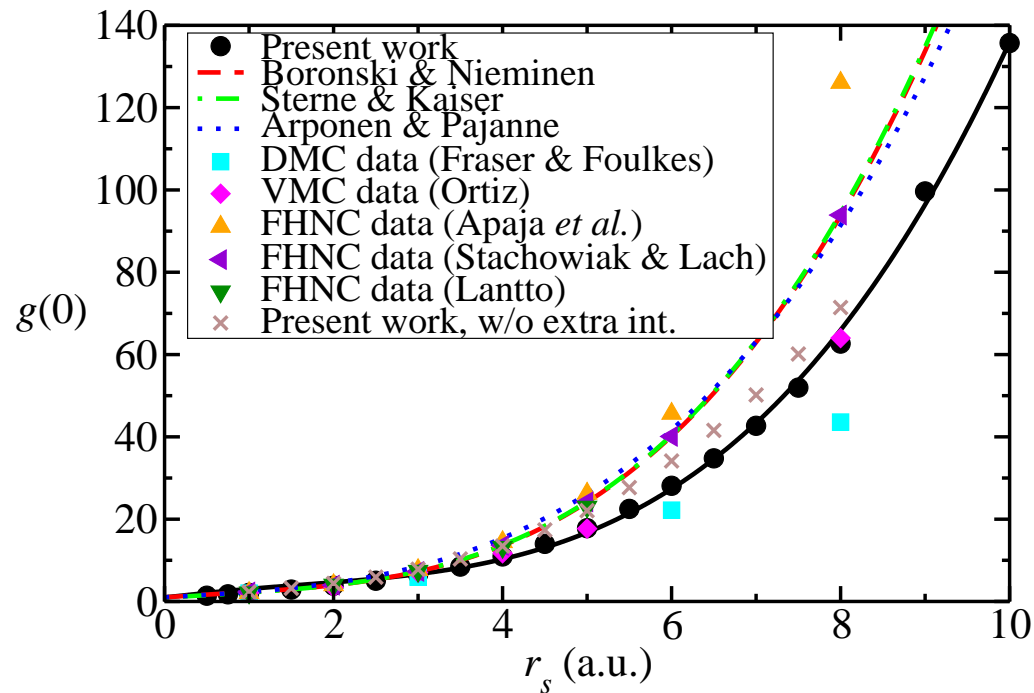 140
120
100
80
60
40
20
0
g(0)
Present work
Boronski & Nieminen
Sterne & Kaiser
Arponen & Pajanne
DMC data (Fraser & Foulkes)
VMC data (Ortiz)
FHNC data (Apaja et al.)
FHNC data (Stachowiak & Lach)
FHNC data (Lantto)
Present work, w/o extra int.
0 2 4 6 8 10
r_s (a.u.)